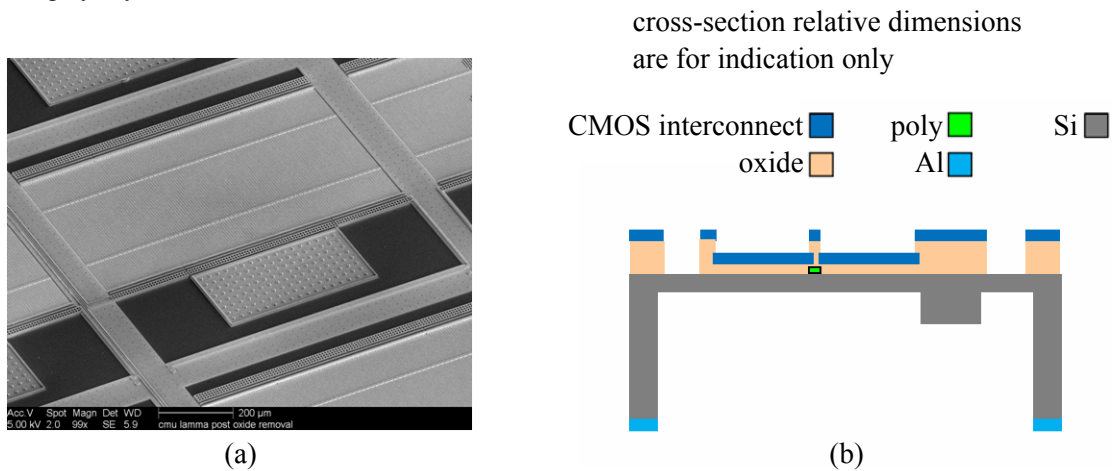 cross-section relative dimensions
are for indication only
CMOS interconnect poly Si
oxide Al
Acc.V Spot Magn Det WD 200 µm
5.00 kV 2.0 99x SE 5.9 cmu lamma post oxide removal
(a) (b)